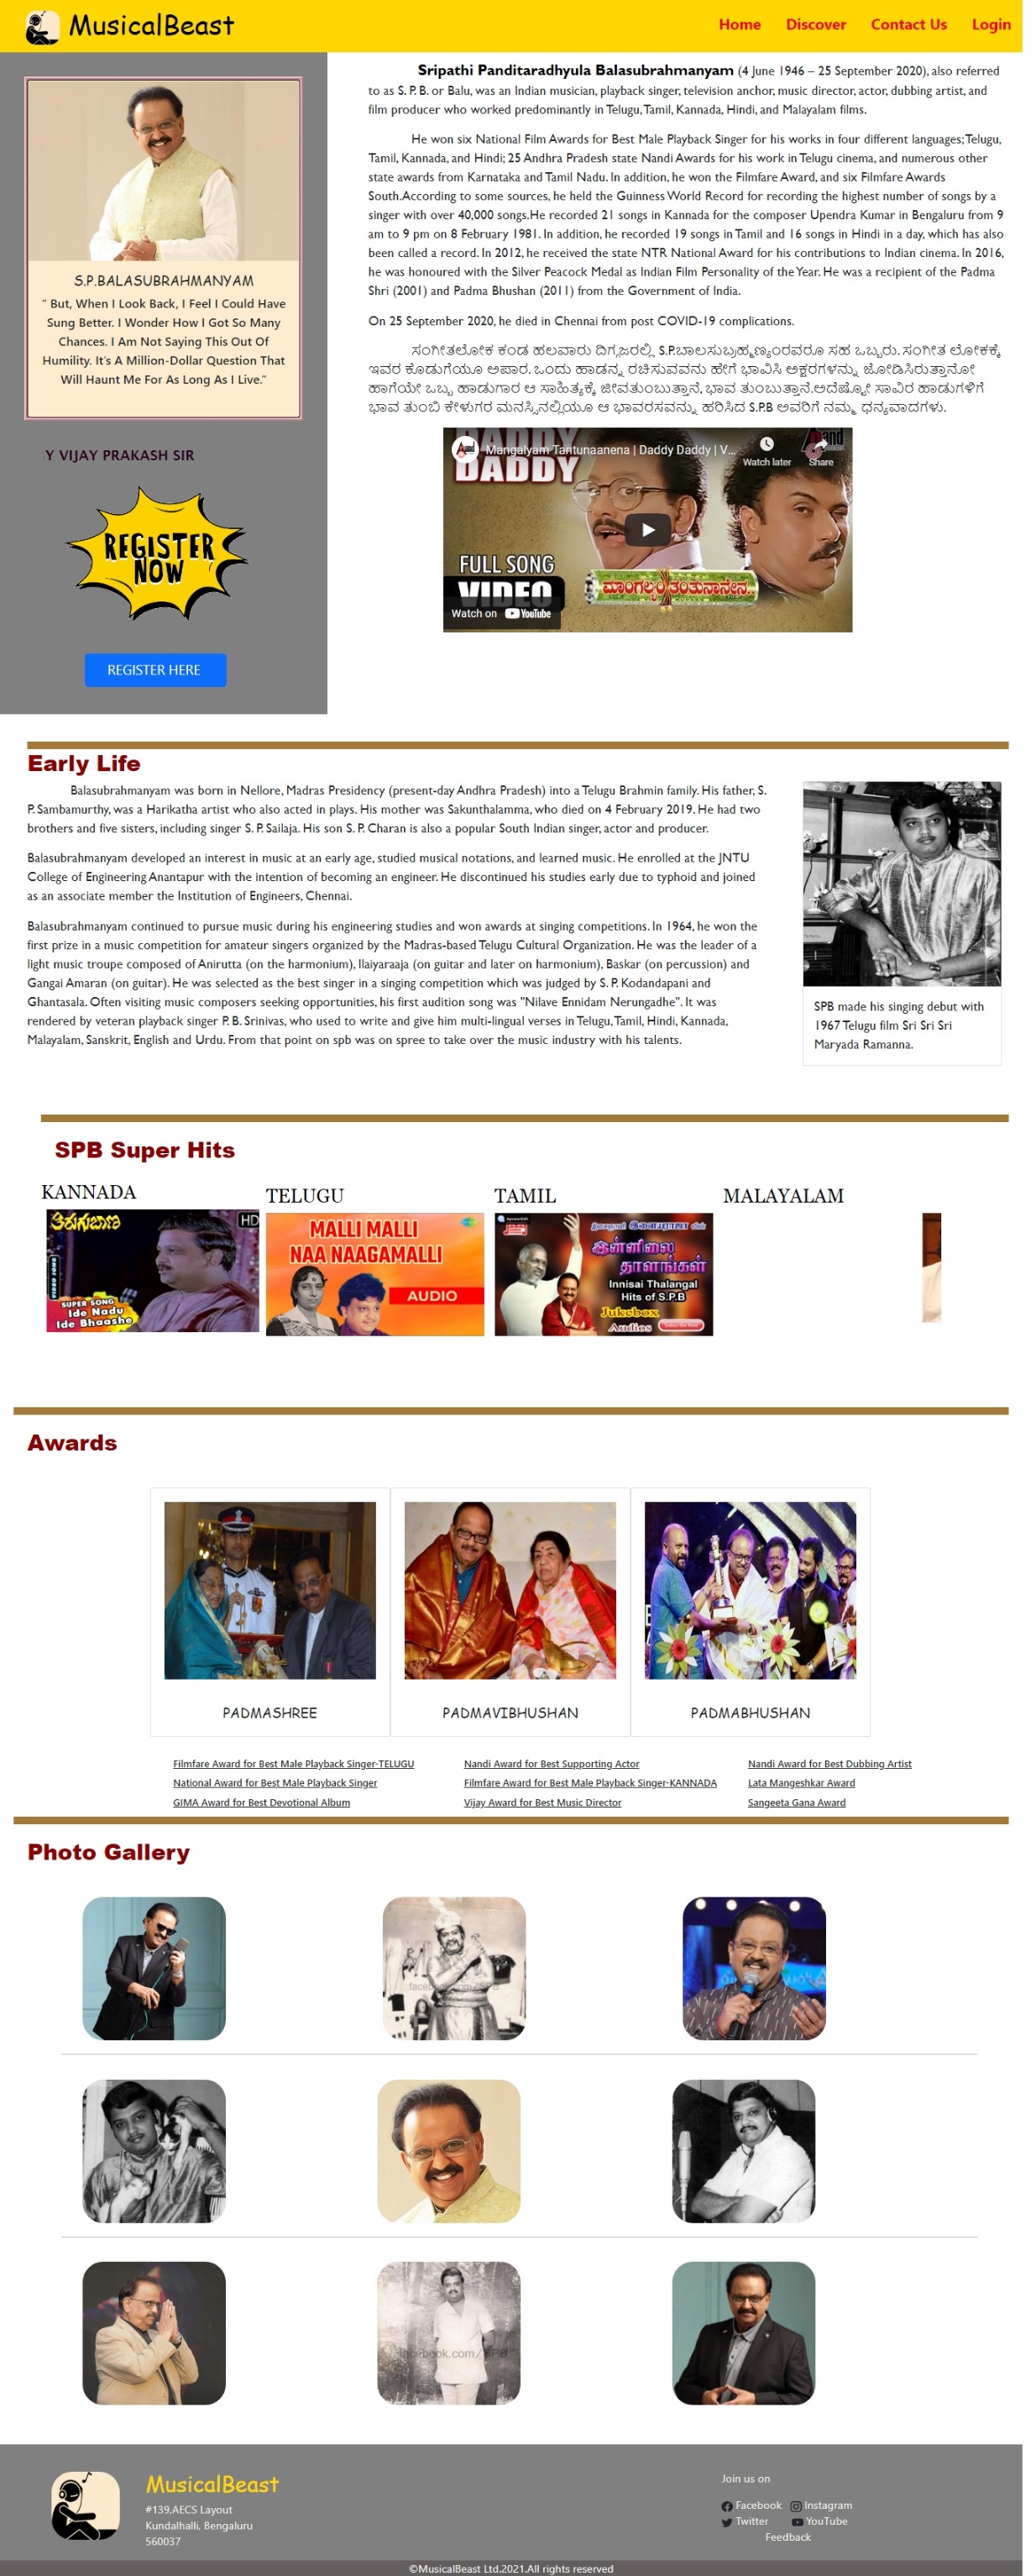 MusicalBeast
Home Discover Contact Us Login
S.P.BALASUBRAHMANYAM
“ But, When I Look Back, I Feel I Could Have
Sung Better. I Wonder How I Got So Many
Chances. I Am Not Saying This Out Of
Humility. It’s A Million-Dollar Question That
Will Haunt Me For As Long As I Live.”
Y VIJAY PRAKASH SIR
REGISTER
NOW
REGISTER HERE
Sripathi Panditaradhyula Balasubrahmanyam (4 June 1946 – 25 September 2020), also referred
to as S. P. B. or Balu, was an Indian musician, playback singer, television anchor, music director, actor, dubbing artist, and
film producer who worked predominantly in Telugu, Tamil, Kannada, Hindi, and Malayalam films.
He won six National Film Awards for Best Male Playback Singer for his works in four different languages; Telugu,
Tamil, Kannada, and Hindi; 25 Andhra Pradesh state Nandi Awards for his work in Telugu cinema, and numerous other
state awards from Karnataka and Tamil Nadu. In addition, he won the Filmfare Award, and six Filmfare Awards
South.According to some sources, he held the Guinness World Record for recording the highest number of songs by a
singer with over 40,000 songs.He recorded 21 songs in Kannada for the composer Upendra Kumar in Bengaluru from 9
am to 9 pm on 8 February 1981. In addition, he recorded 19 songs in Tamil and 16 songs in Hindi in a day, which has also
been called a record. In 2012, he received the state NTR National Award for his contributions to Indian cinema. In 2016,
he was honoured with the Silver Peacock Medal as Indian Film Personality of the Year. He was a recipient of the Padma
Shri (2001) and Padma Bhushan (2011) from the Government of India.
On 25 September 2020, he died in Chennai from post COVID-19 complications.
ಸಂಗೀತಲೋಕ ಕಂಡ ಹಲವಾರು ದಿಗ್ಗಜರಲ್ಲಿ S.P.ಬಾಲಸುಬ್ರಹ್ಮಣ್ಯಂರವರೂ ಸಹ ಒಬ್ಬರು. ಸಂಗೀತ ಲೋಕಕ್ಕೆ
ಇವರ ಕೊಡುಗೆಯೂ ಅಪಾರ. ಒಂದು ಹಾಡನ್ನ ರಚಿಸುವವನು ಹೇಗೆ ಭಾವಿಸಿ ಅಕ್ಷರಗಳನ್ನು ಜೋಡಿಸಿರುತ್ತಾನೋ
ಹಾಗೆಯೇ ಒಬ್ಬ ಹಾಡುಗಾರ ಆ ಸಾಹಿತ್ಯಕ್ಕೆ ಜೀವತುಂಬುತ್ತಾನೆ, ಭಾವ ತುಂಬುತ್ತಾನೆ.ಅದೆಷ್ಟೋ ಸಾವಿರ ಹಾಡುಗಳಿಗೆ
ಭಾವ ತುಂಬಿ ಕೇಳುಗರ ಮನಸ್ಸಿನಲ್ಲಿಯೂ ಆ ಭಾವರಸವನ್ನು ಹರಿಸಿದ S.P.B ಅವರಿಗೆ ನಮ್ಮ ಧನ್ಯವಾದಗಳು.
Mangalyam Tantunaanena | Daddy Daddy | V...
Watch later Share
DADDY
DADDY
FULL SONG
VIDEO
ಮಾಂಗಲ್ಯಂ ತಂತುನಾನೇನ..
Watch on YouTube
Early Life
Balasubrahmanyam was born in Nellore, Madras Presidency (present-day Andhra Pradesh) into a Telugu Brahmin family. His father, S.
P. Sambamurthy, was a Harikatha artist who also acted in plays. His mother was Sakunthalamma, who died on 4 February 2019. He had two
brothers and five sisters, including singer S. P. Sailaja. His son S. P. Charan is also a popular South Indian singer, actor and producer.
Balasubrahmanyam developed an interest in music at an early age, studied musical notations, and learned music. He enrolled at the JNTU
College of Engineering Anantapur with the intention of becoming an engineer. He discontinued his studies early due to typhoid and joined
as an associate member the Institution of Engineers, Chennai.
Balasubrahmanyam continued to pursue music during his engineering studies and won awards at singing competitions. In 1964, he won the
first prize in a music competition for amateur singers organized by the Madras-based Telugu Cultural Organization. He was the leader of a
light music troupe composed of Anirutta (on the harmonium), Ilaiyaraaja (on guitar and later on harmonium), Baskar (on percussion) and
Gangai Amaran (on guitar). He was selected as the best singer in a singing competition which was judged by S. P. Kodandapani and
Ghantasala. Often visiting music composers seeking opportunities, his first audition song was "Nilave Ennidam Nerungadhe". It was
rendered by veteran playback singer P. B. Srinivas, who used to write and give him multi-lingual verses in Telugu, Tamil, Hindi, Kannada,
Malayalam, Sanskrit, English and Urdu. From that point on spb was on spree to take over the music industry with his talents.
SPB made his singing debut with
1967 Telugu film Sri Sri Sri
Maryada Ramanna.
SPB Super Hits
KANNADA
TELUGU
TAMIL
MALAYALAM
ತಿರುಗುಬಾಣ
HD
VIDEO SONG
SUPER SONG
Ide Nadu
Ide Bhaashe
MALLI MALLI
NAA NAAGAMALLI
AUDIO
இன்னிசை
தாளங்கள்
Innisai Thalangal
Hits of S.P.B
Jukebox
Audios
Awards
PADMASHREE
PADMAVIBHUSHAN
PADMABHUSHAN
Filmfare Award for Best Male Playback Singer-TELUGU
Nandi Award for Best Supporting Actor
Nandi Award for Best Dubbing Artist
National Award for Best Male Playback Singer
Filmfare Award for Best Male Playback Singer-KANNADA
Lata Mangeshkar Award
GIMA Award for Best Devotional Album
Vijay Award for Best Music Director
Sangeeta Gana Award
Photo Gallery
MusicalBeast
#139,AECS Layout
Kundalhalli, Bengaluru
560037
Join us on
Facebook Instagram
Twitter YouTube
Feedback
©MusicalBeast Ltd.2021.All rights reserved